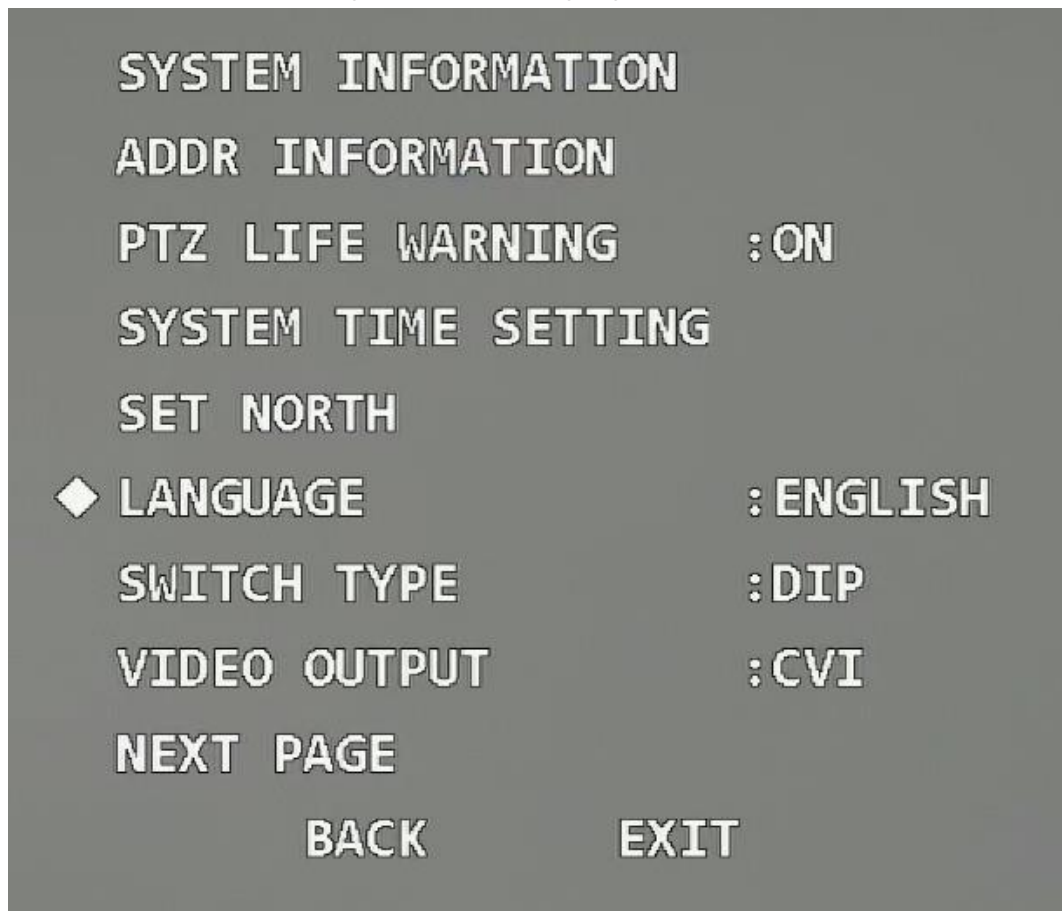 SYSTEM INFORMATION
ADDR INFORMATION
PTZ LIFE WARNING :ON
SYSTEM TIME SETTING
SET NORTH
LANGUAGE :ENGLISH
SWITCH TYPE :DIP
VIDEO OUTPUT :CVI
NEXT PAGE
BACK EXIT